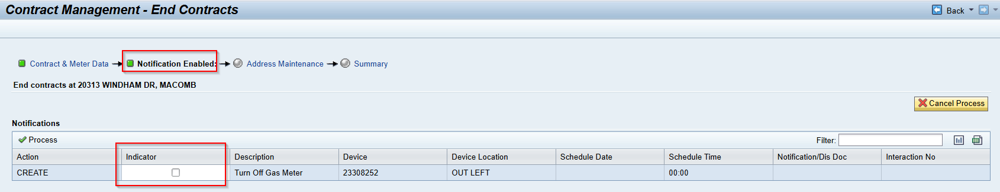 Contract Management - End Contracts
Back
Contract & Meter Data
Notification Enabled:
Address Maintenance
Summary
End contracts at 20313 WINDHAM DR, MACOMB
Cancel Process
Notifications
Process
Filter:
Action Indicator Description Device Device Location Schedule Date Schedule Time Notification/Dis Doc Interaction No
CREATE Turn Off Gas Meter 23308252 OUT LEFT 00:00